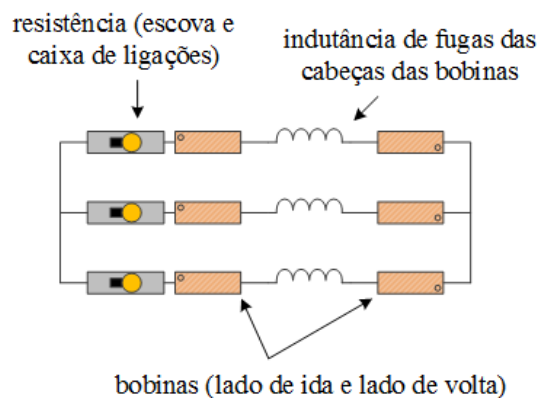 resistência (escova e
caixa de ligações)
indutância de fugas das
cabeças das bobinas
bobinas (lado de ida e lado de volta)